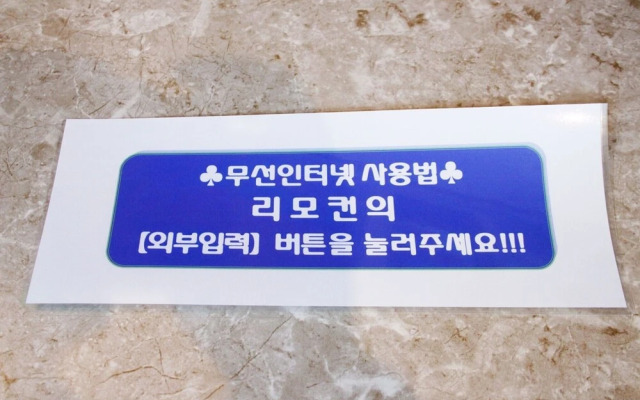 ♣무선인터넷 사용법♣
리모컨의
【외부입력】 버튼을 눌러주세요!!!